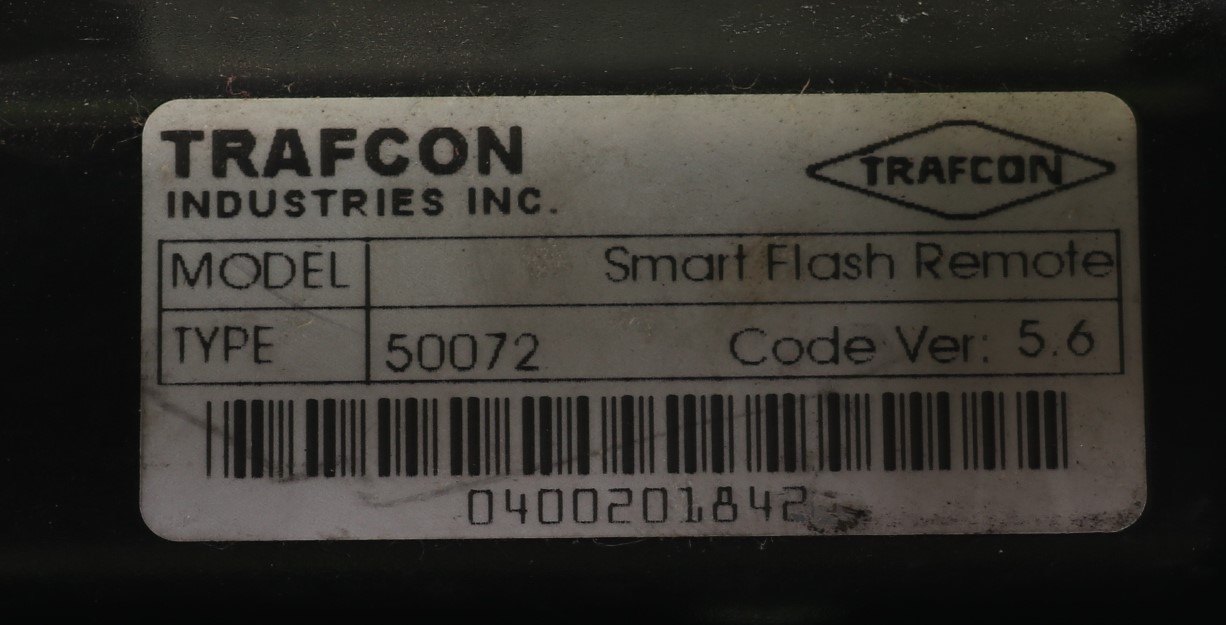 TRAFCON
INDUSTRIES INC.
TRAFCON
MODEL Smart Flash Remote
TYPE 50072 Code Ver: 5.6
0400201842